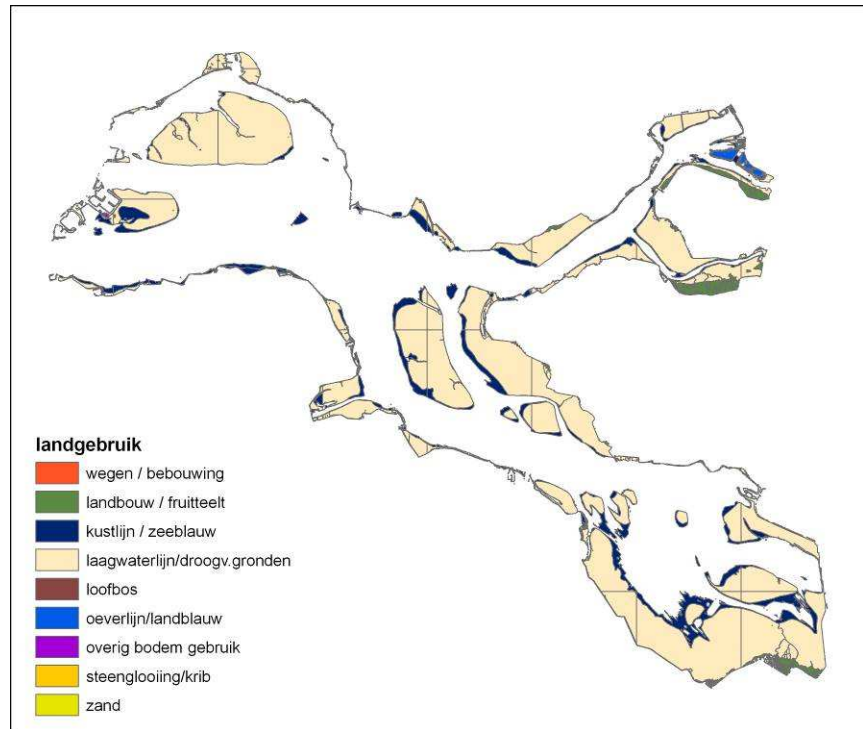 landgebruik
wegen / bebouwing
landbouw / fruitteelt
kustlijn / zeeblauw
laagwaterlijn/droogv.gronden
loofbos
oeverlijn/landblauw
overig bodem gebruik
steenglooiing/krib
zand